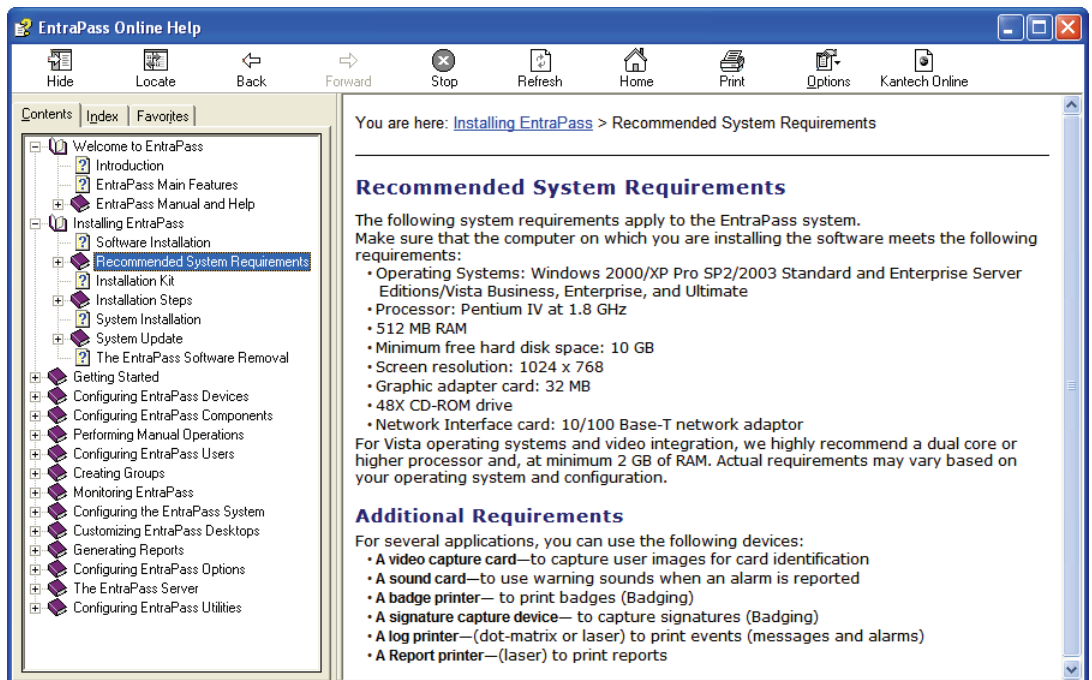 EntraPass Online Help
Hide Locate Back Forward Stop Refresh Home Print Options Kantech Online
Contents Index Favorites
Welcome to EntraPass
Introduction
EntraPass Main Features
EntraPass Manual and Help
Installing EntraPass
Software Installation
Recommended System Requirements
Installation Kit
Installation Steps
System Installation
System Update
The EntraPass Software Removal
Getting Started
Configuring EntraPass Devices
Configuring EntraPass Components
Performing Manual Operations
Configuring EntraPass Users
Creating Groups
Monitoring EntraPass
Configuring the EntraPass System
Customizing EntraPass Desktops
Generating Reports
Configuring EntraPass Options
The EntraPass Server
Configuring EntraPass Utilities
You are here: Installing EntraPass > Recommended System Requirements
Recommended System Requirements
The following system requirements apply to the EntraPass system.
Make sure that the computer on which you are installing the software meets the following
requirements:
• Operating Systems: Windows 2000/XP Pro SP2/2003 Standard and Enterprise Server
Editions/Vista Business, Enterprise, and Ultimate
• Processor: Pentium IV at 1.8 GHz
• 512 MB RAM
• Minimum free hard disk space: 10 GB
• Screen resolution: 1024 x 768
• Graphic adapter card: 32 MB
• 48X CD-ROM drive
• Network Interface card: 10/100 Base-T network adaptor
For Vista operating systems and video integration, we highly recommend a dual core or
higher processor and, at minimum 2 GB of RAM. Actual requirements may vary based on
your operating system and configuration.
Additional Requirements
For several applications, you can use the following devices:
• A video capture card—to capture user images for card identification
• A sound card—to use warning sounds when an alarm is reported
• A badge printer— to print badges (Badging)
• A signature capture device— to capture signatures (Badging)
• A log printer—(dot-matrix or laser) to print events (messages and alarms)
• A Report printer—(laser) to print reports